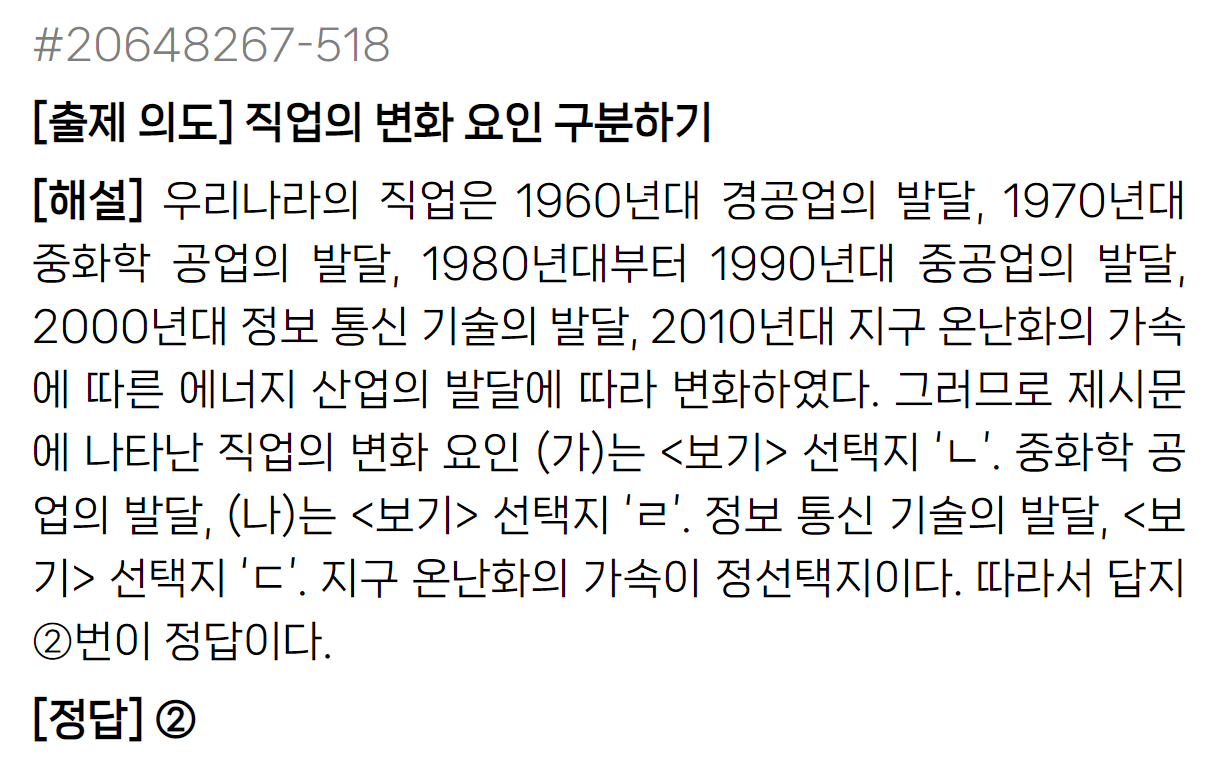 #20648267-518
[출제 의도] 직업의 변화 요인 구분하기
[해설] 우리나라의 직업은 1960년대 경공업의 발달, 1970년대
중화학 공업의 발달, 1980년대부터 1990년대 중공업의 발달,
2000년대 정보 통신 기술의 발달, 2010년대 지구 온난화의 가속
에 따른 에너지 산업의 발달에 따라 변화하였다. 그러므로 제시문
에 나타난 직업의 변화 요인 (가)는 <보기> 선택지 ‘ㄴ’. 중화학 공
업의 발달, (나)는 <보기> 선택지 ‘ㄹ’. 정보 통신 기술의 발달, <보
기> 선택지 ‘ㄷ’. 지구 온난화의 가속이 정선택지이다. 따라서 답지
②번이 정답이다.
[정답] ②